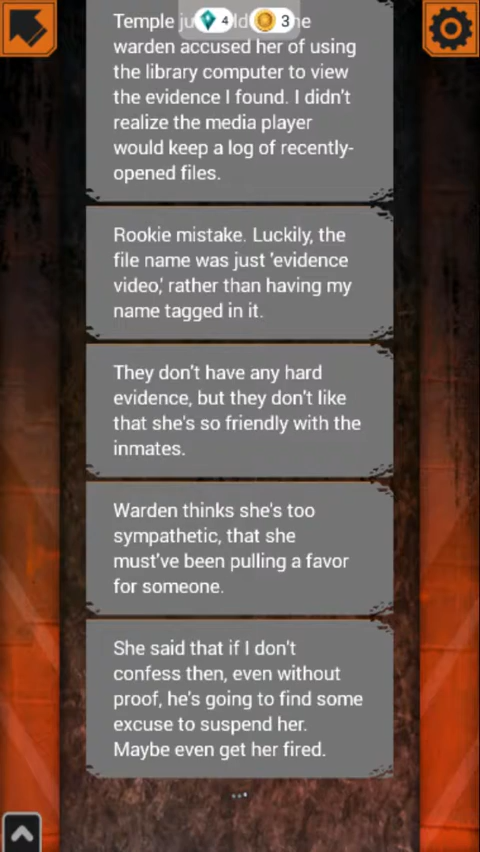 Temple
4
3
warden accused her of using
the library computer to view
the evidence I found. I didn't
realize the media player
would keep a log of recently-
opened files.
Rookie mistake. Luckily, the
file name was just 'evidence
video,' rather than having my
name tagged in it.
They don't have any hard
evidence, but they don't like
that she's so friendly with the
inmates.
Warden thinks she's too
sympathetic, that she
must've been pulling a favor
for someone.
She said that if I don't
confess then, even without
proof, he's going to find some
excuse to suspend her.
Maybe even get her fired.
...